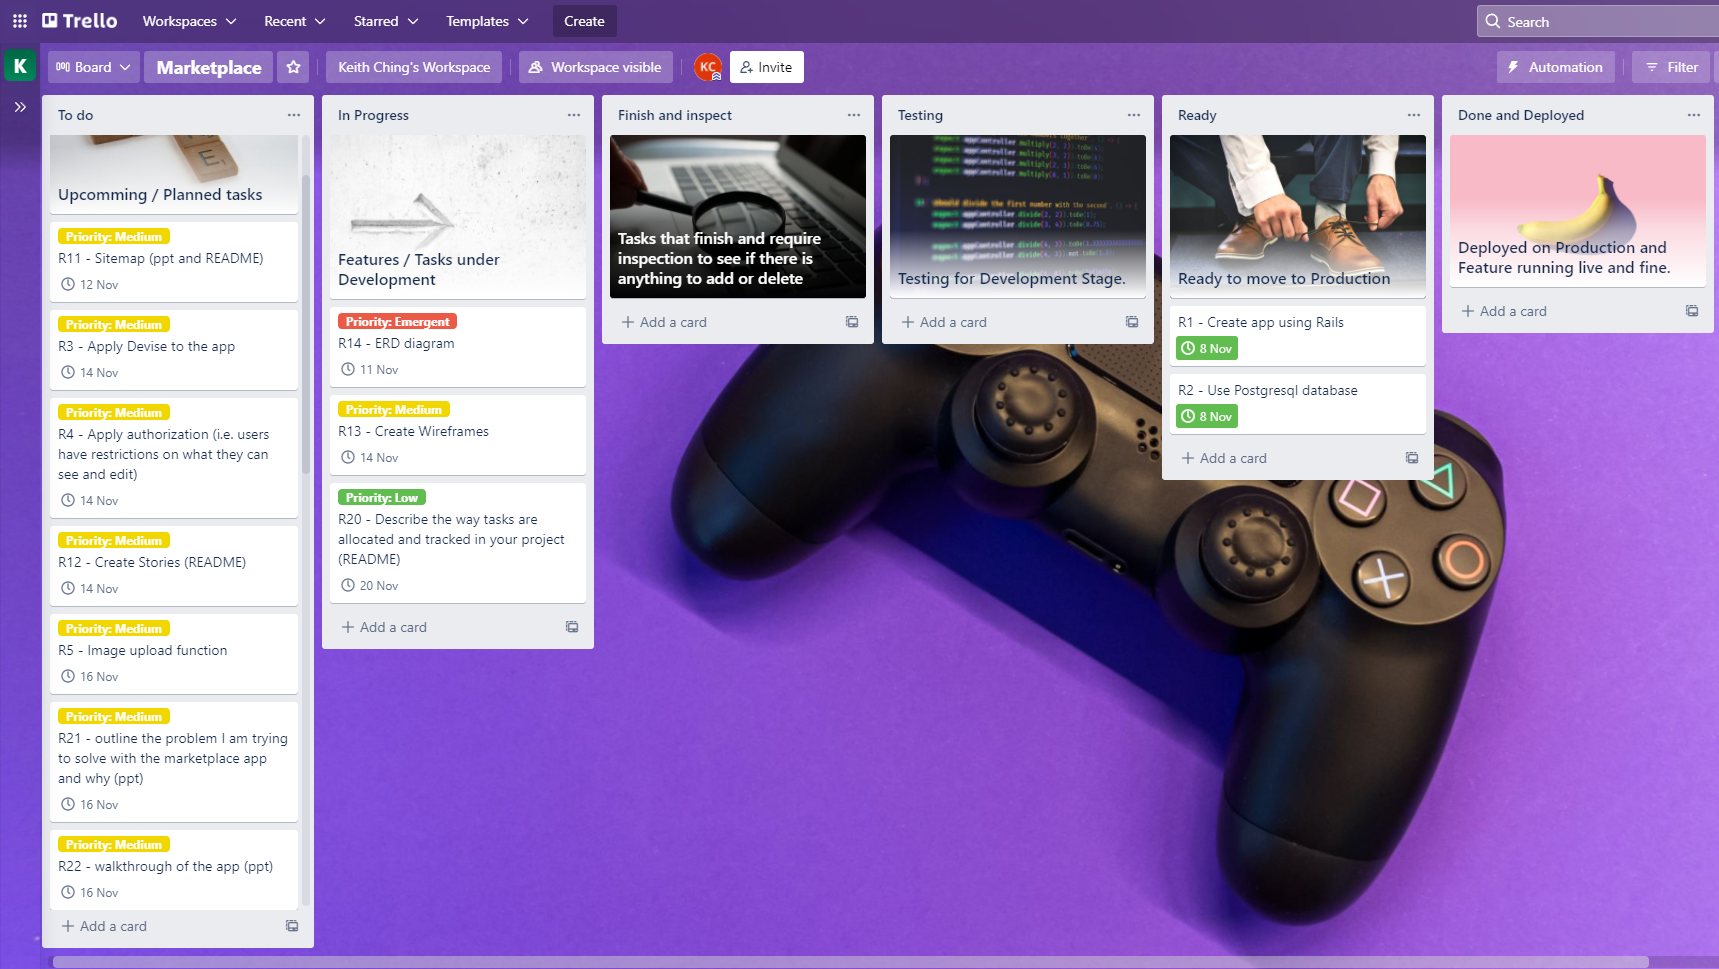 Trello
Workspaces
Recent
Starred
Templates
Create
Search
K
Board
Marketplace
Keith Ching's Workspace
Workspace visible
KC
Invite
Automation
Filter
To do
E
Upcomming / Planned tasks
Priority: Medium
R11 - Sitemap (ppt and README)
12 Nov
Priority: Medium
R3 - Apply Devise to the app
14 Nov
Priority: Medium
R4 - Apply authorization (i.e. users
have restrictions on what they can
see and edit)
14 Nov
Priority: Medium
R12 - Create Stories (README)
14 Nov
Priority: Medium
R5 - Image upload function
16 Nov
Priority: Medium
R21 - outline the problem I am trying
to solve with the marketplace app
and why (ppt)
16 Nov
Priority: Medium
R22 - walkthrough of the app (ppt)
16 Nov
Add a card
In Progress
Features / Tasks under
Development
Priority: Emergent
R14 - ERD diagram
11 Nov
Priority: Medium
R13 - Create Wireframes
14 Nov
Priority: Low
R20 - Describe the way tasks are
allocated and tracked in your project
(README)
20 Nov
Add a card
Finish and inspect
Tasks that finish and require
inspection to see if there is
anything to add or delete
Add a card
Testing
should divide the first number with the second
Testing for Development Stage.
Add a card
Ready
Ready to move to Production
R1 - Create app using Rails
8 Nov
R2 - Use Postgresql database
8 Nov
Add a card
Done and Deployed
Deployed on Production and
Feature running live and fine.
Add a card